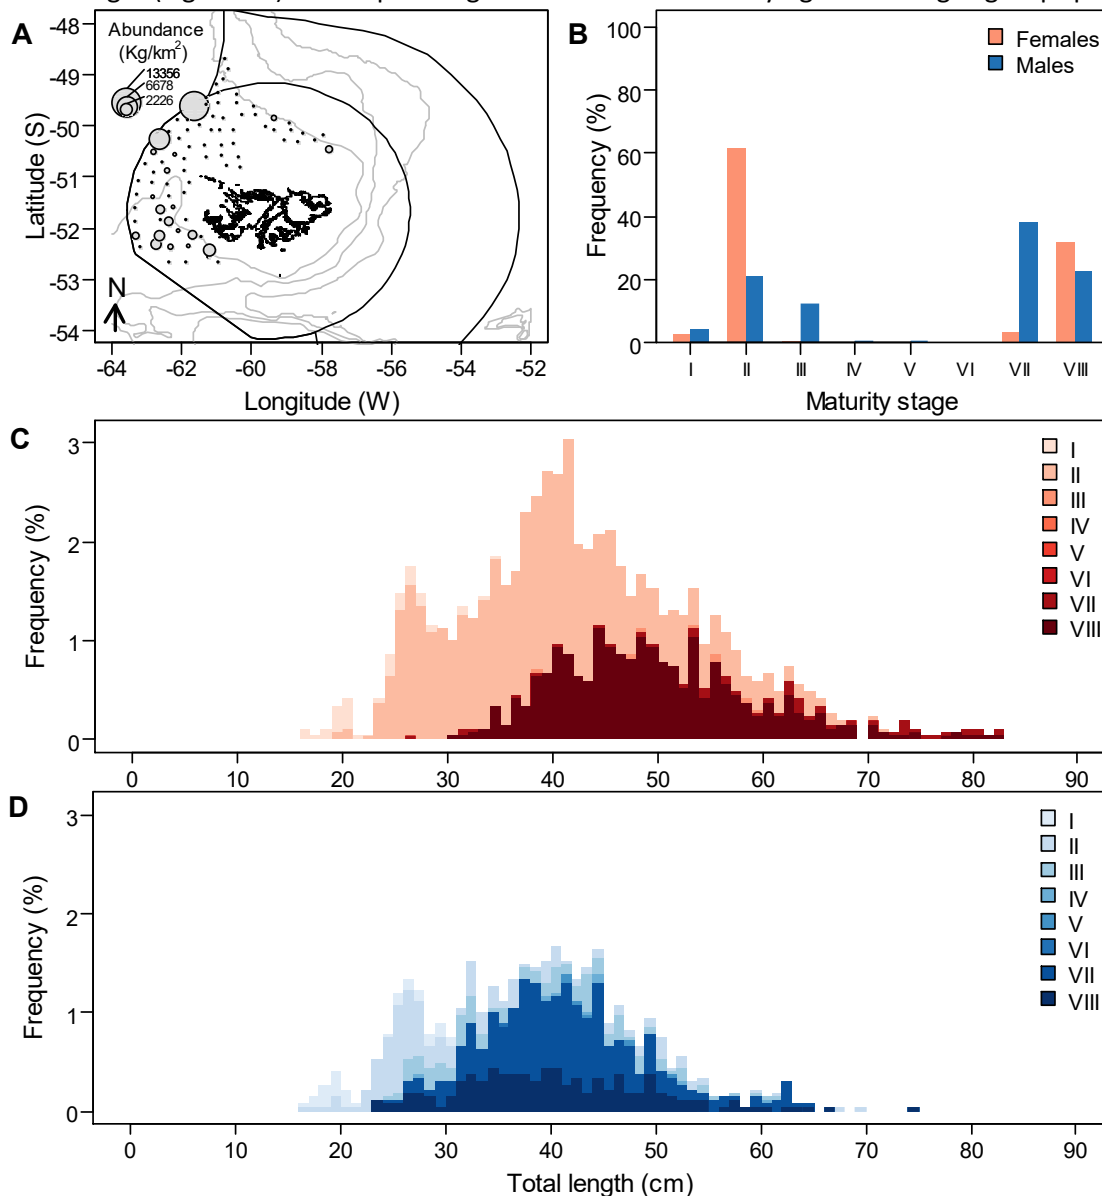 A
Abundance
(Kg/km²)
13356
6678
2226
-48
-49
-50
-51
-52
-53
-54
Latitude (S)
N
-64 -62 -60 -58 -56 -54 -52
Longitude (W)
B
Females
Males
100
80
60
40
20
0
Frequency (%)
I II III IV V VI VII VIII
Maturity stage
C
3
2
1
0
Frequency (%)
I
II
III
IV
V
VI
VII
VIII
0 10 20 30 40 50 60 70 80 90
D
3
2
1
0
Frequency (%)
I
II
III
IV
V
VI
VII
VIII
0 10 20 30 40 50 60 70 80 90
Total length (cm)